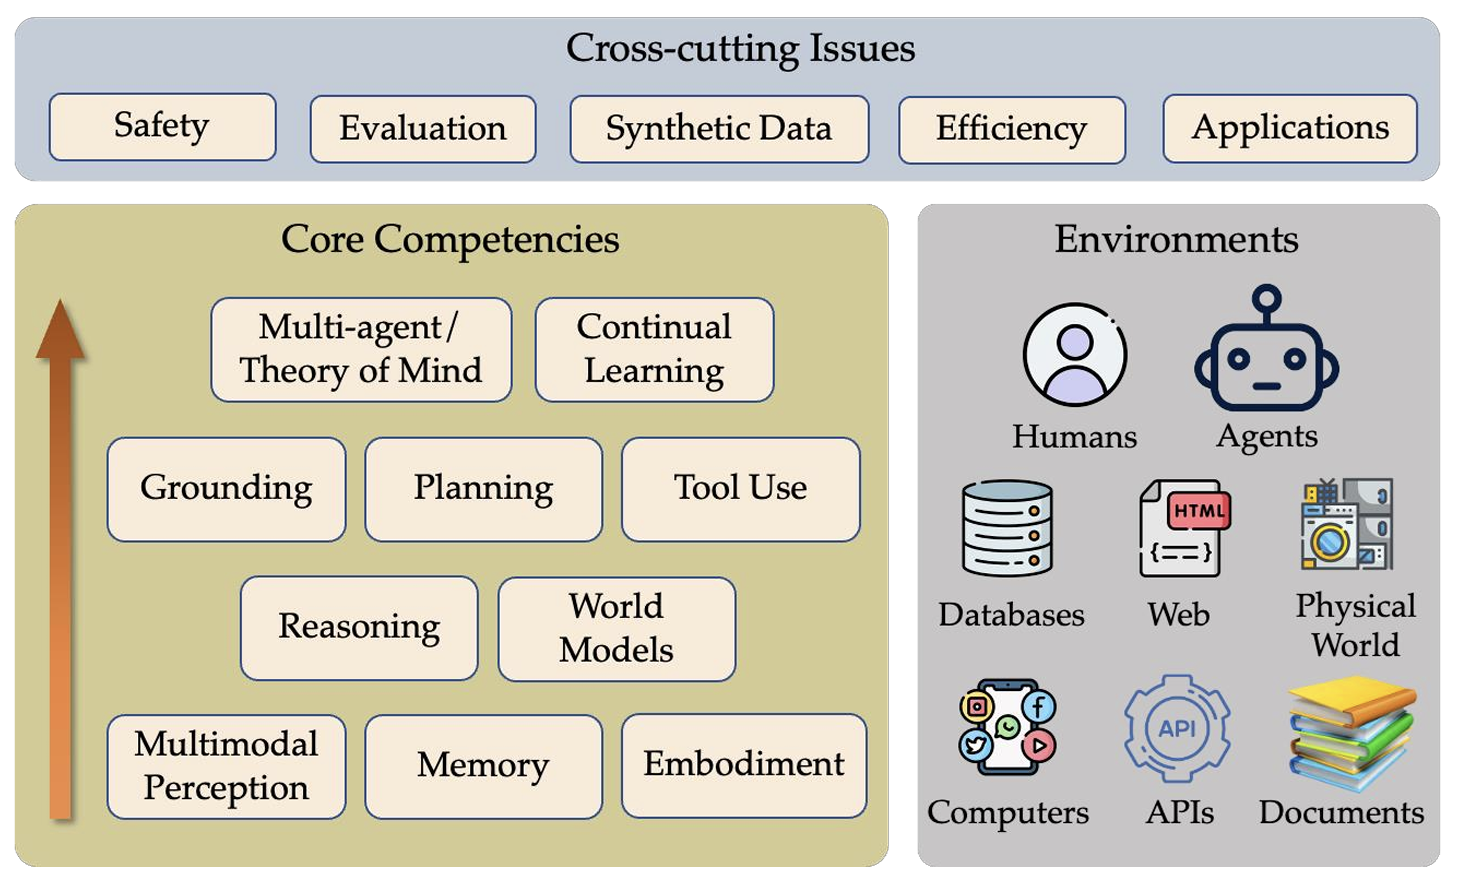 Cross-cutting Issues
Safety
Evaluation
Synthetic Data
Efficiency
Applications
Core Competencies
Multi-agent/
Theory of Mind
Continual
Learning
Grounding
Planning
Tool Use
Reasoning
World
Models
Multimodal
Perception
Memory
Embodiment
Environments
Humans
Agents
HTML
{==}
Databases
Web
Physical
World
API
Computers
APIs
Documents